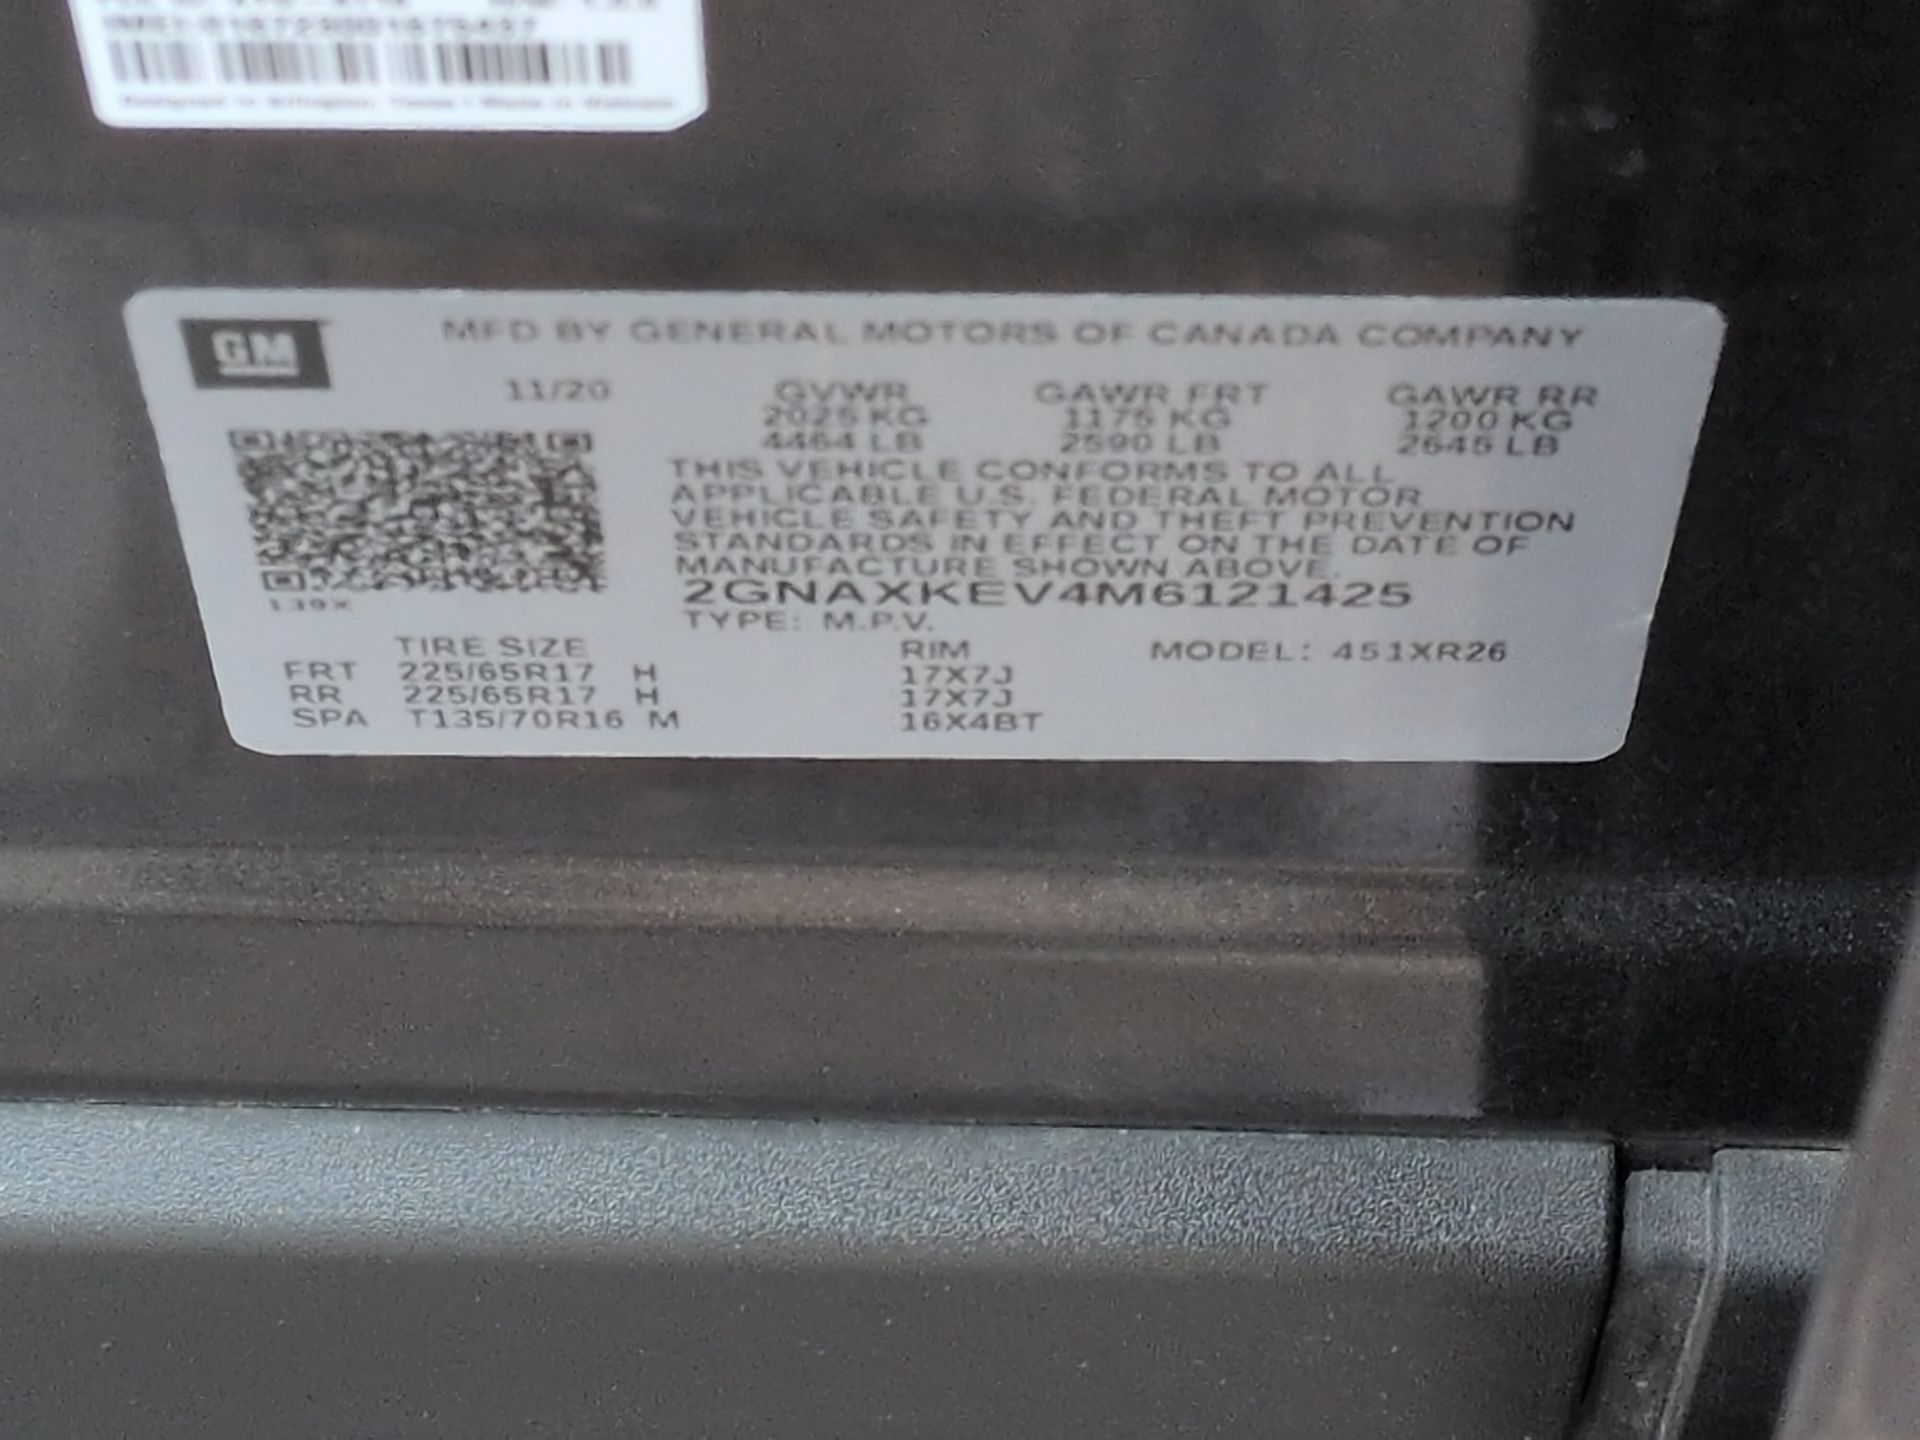 GM
MFD BY GENERAL MOTORS OF CANADA COMPANY
11/20 GVWR GAWR FRT GAWR RR
2025 KG 1175 KG 1200 KG
4464 LB 2590 LB 2645 LB
THIS VEHICLE CONFORMS TO ALL
APPLICABLE U.S. FEDERAL MOTOR
VEHICLE SAFETY AND THEFT PREVENTION
STANDARDS IN EFFECT ON THE DATE OF
MANUFACTURE SHOWN ABOVE.
2GNAXKEV4M6121425
139X
TYPE: M.P.V.
TIRE SIZE RIM MODEL: 451XR26
FRT 225/65R17 H 17X7J
RR 225/65R17 H 17X7J
SPA T135/70R16 M 16X4BT